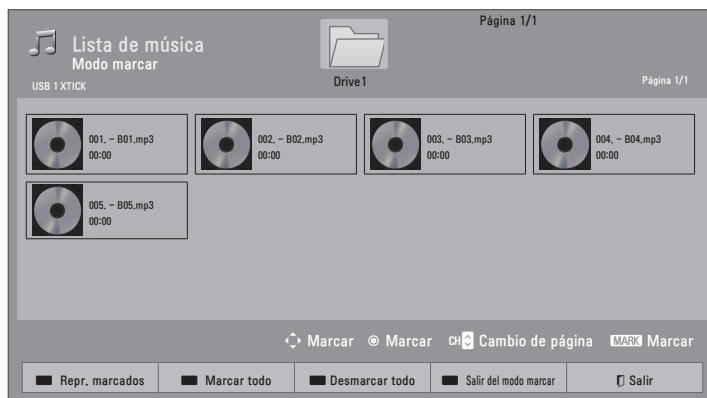 Página 1/1
Lista de música
Modo marcar
Drive1
USB 1 XTICK
Página 1/1
001. - B01.mp3
00:00
002. - B02.mp3
00:00
003. - B03.mp3
00:00
004. - B04.mp3
00:00
005. - B05.mp3
00:00
Marcar Marcar CH Cambio de página MARK Marcar
Repr. marcados Marcar todo Desmarcar todo Salir del modo marcar Salir